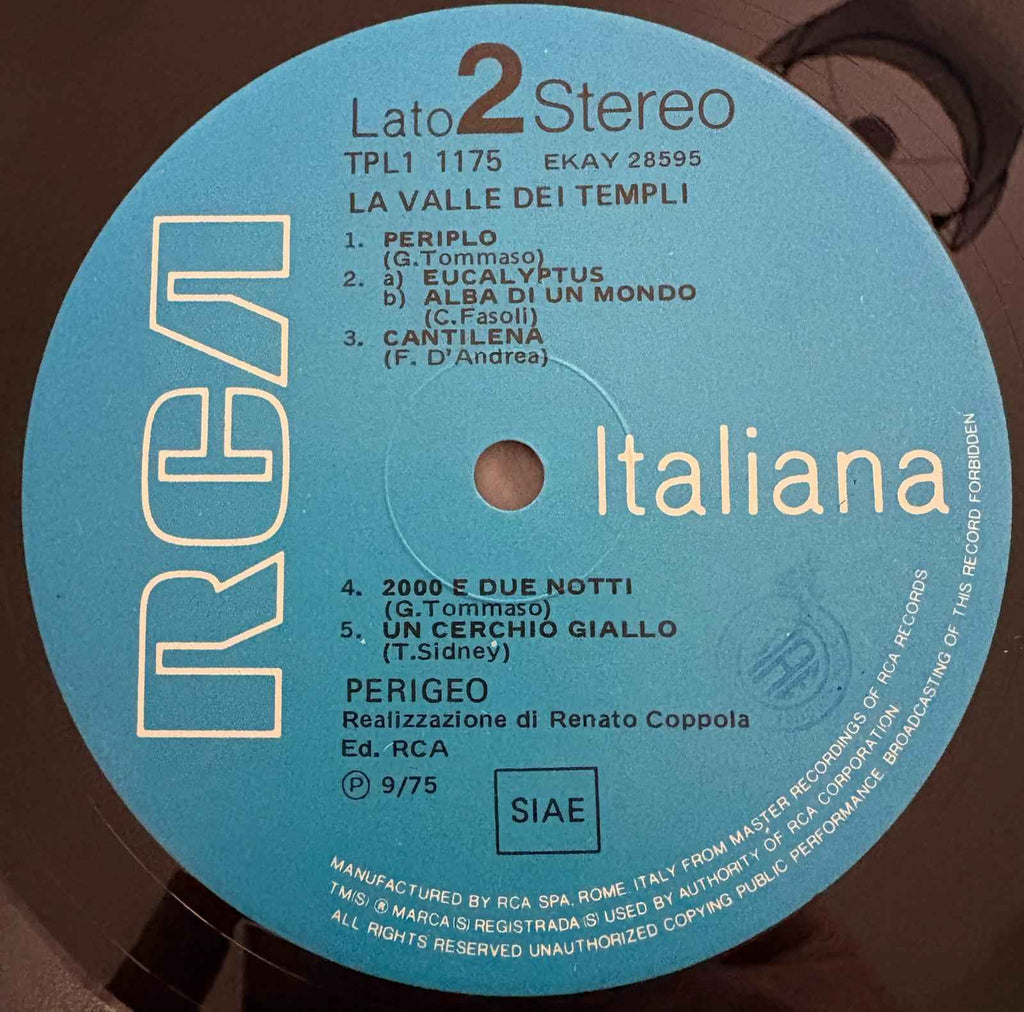 Lato 2 Stereo
TPL1 1175 EKAY 28595
LA VALLE DEI TEMPLI
1. PERIPLO
(G.Tommaso)
2. a) EUCALYPTUS
b) ALBA DI UN MONDO
(C.Fasoli)
3. CANTILENA
(F. D'Andrea)
RCA
Italiana
4. 2000 E DUE NOTTI
(G.Tommaso)
5. UN CERCHIO GIALLO
(T.Sidney)
PERIGEO
Realizzazione di Renato Coppola
Ed. RCA
Ⓟ 9/75
SIAE
MANUFACTURED BY RCA SPA. ROME. ITALY FROM MASTER RECORDINGS OF RCA RECORDS
TM(S) ® MARCA(S) REGISTRADA(S) USED BY AUTHORITY OF RCA CORPORATION
ALL RIGHTS RESERVED UNAUTHORIZED COPYING PUBLIC PERFORMANCE BROADCASTING OF THIS RECORD FORBIDDEN